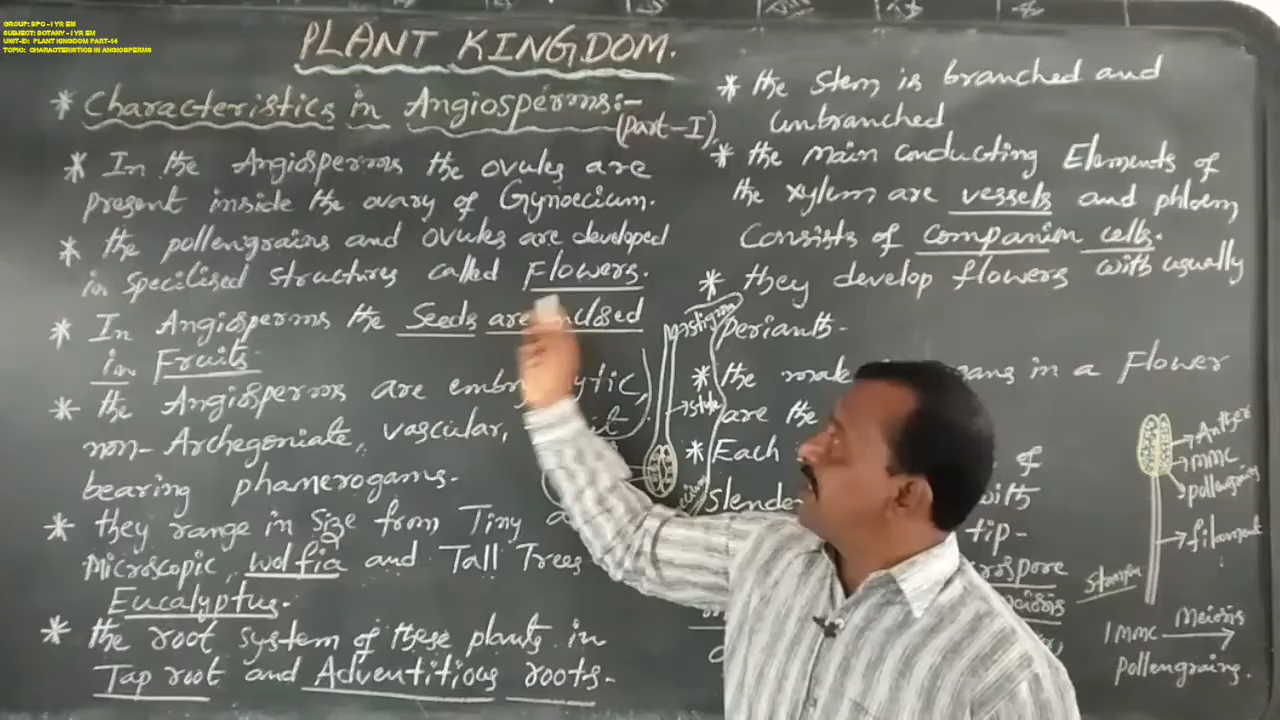 GROUP: BPC - I YR EM
SUBJECT: BOTANY - I YR EM
UNIT-ID: PLANT KINGDOM PART-14
TOPIC: CHARACTERISTICS IN ANGIOSPERMS
PLANT KINGDOM.
* Characteristics in Angiosperms:-
(Part-I)
* In the Angiosperms the ovules are
present inside the ovary of Gynoecium.
* the pollengrains and ovules are developed
in specilised structures called Flowers.
* In Angiosperms the Seeds are
in Fruits.
* the Angiosperms are
non-Archegoniate, vascular,
bearing phanerogams.
* they range in Size from Tiny
Microscopic, Wolfia and Tall Trees
Eucalyptus.
* the root system of these plants in
Tap root and Adventitious roots.
* the stem is branched and
unbranched
* the main conducting Elements of
the xylem are vessels and phloem
Consists of companion cells.
* they develop flowers with usually
perianth.
* the in a Flower
are the
* Each of
with
tip-
stigma
style
Anther
MMC
pollengrains
filament
stamen
1 MMC Meiosis
pollengrains.